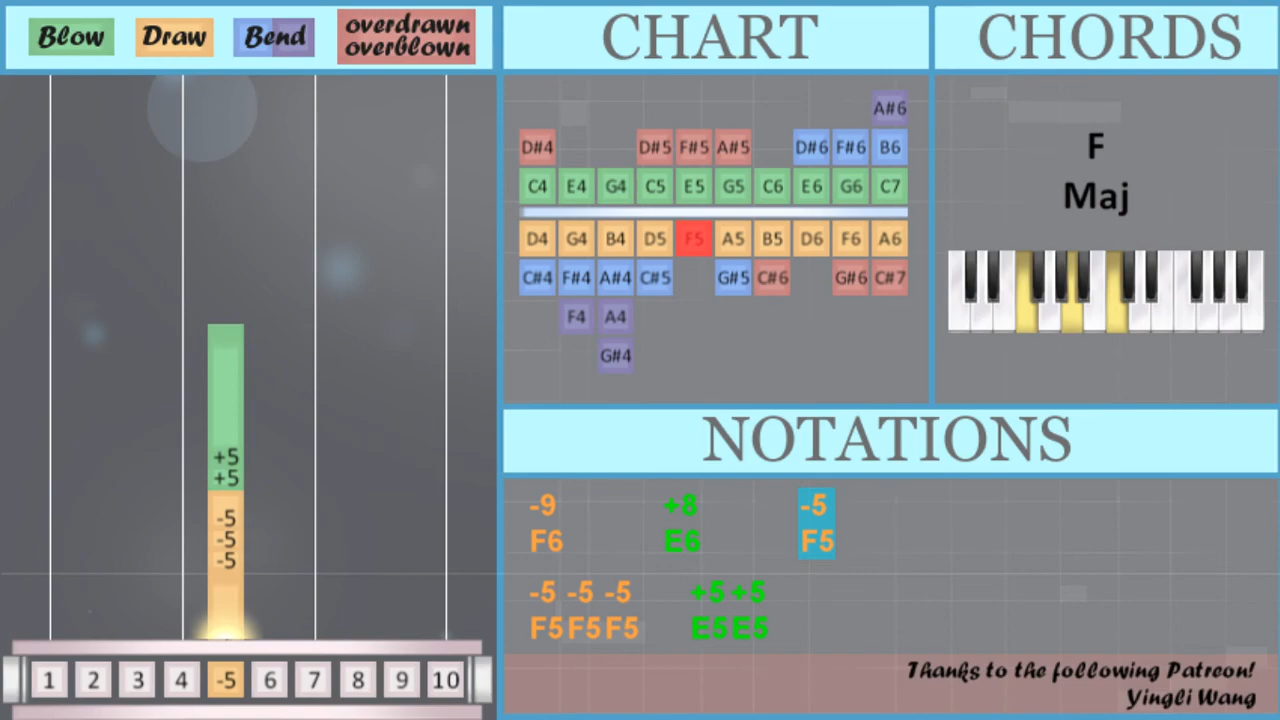 Blow Draw Bend overdrawn
overblown
CHART
CHORDS
A#6
D#4 D#5 F#5 A#5 D#6 F#6 B6
C4 E4 G4 C5 E5 G5 C6 E6 G6 C7
D4 G4 B4 D5 F5 A5 B5 D6 F6 A6
C#4 F#4 A#4 C#5 G#5 C#6 G#6 C#7
F4 A4
G#4
F
Maj
+5
+5
-5
-5
-5
1 2 3 4 -5 6 7 8 9 10
NOTATIONS
-9 +8 -5
F6 E6 F5
-5 -5 -5 +5 +5
F5 F5 F5 E5 E5
Thanks to the following Patreon!
Yingli Wang